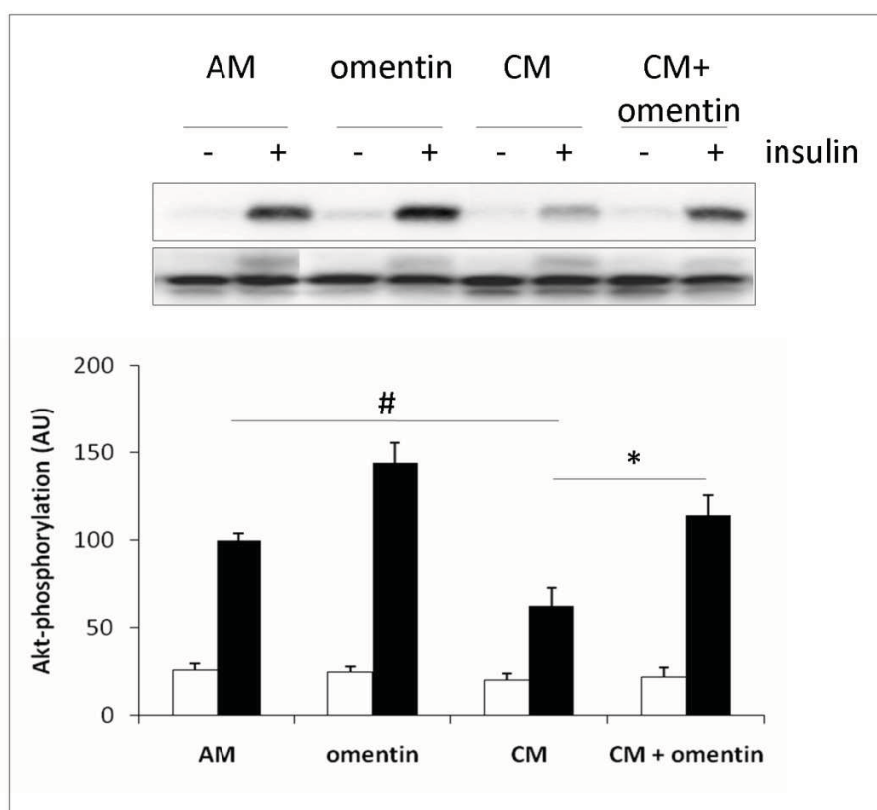 AM omentin CM CM+
omentin
- + - + - + - + insulin
200
150
100
50
0
Akt-phosphorylation (AU)
#
*
AM omentin CM CM + omentin